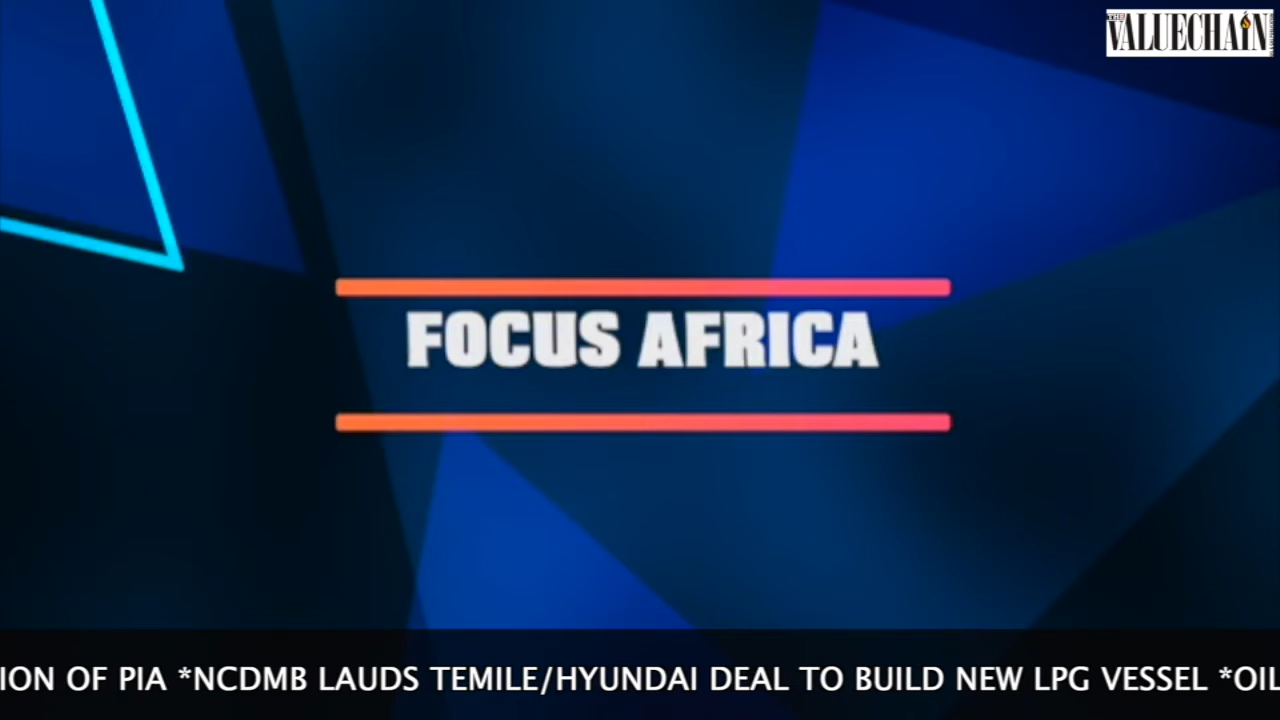 THE
VALUECHAIN
FOCUS AFRICA
ION OF PIA *NCDMB LAUDS TEMILE/HYUNDAI DEAL TO BUILD NEW LPG VESSEL *OIL